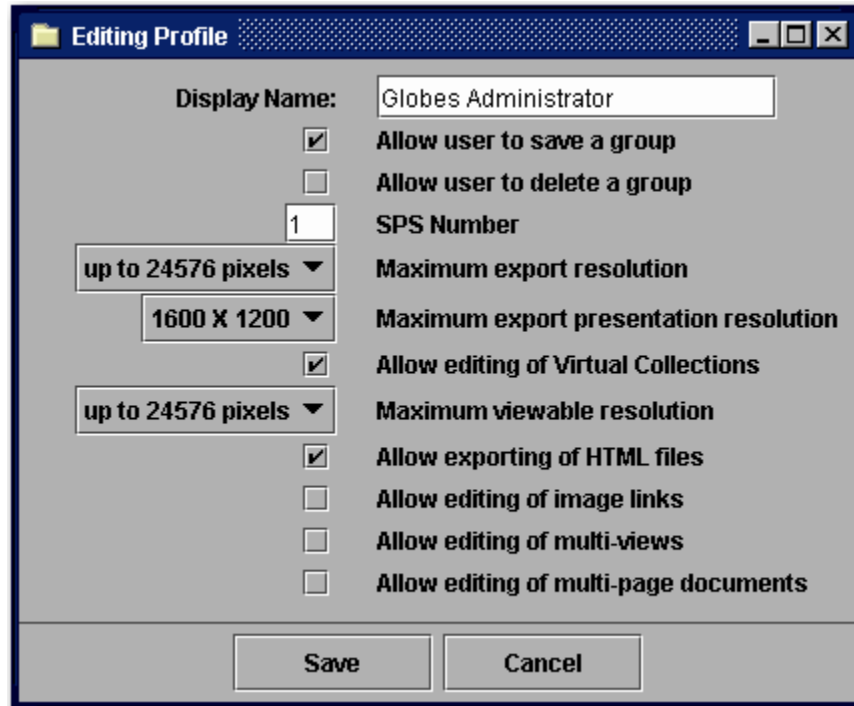 Editing Profile
Display Name: Globes Administrator
Allow user to save a group
Allow user to delete a group
1 SPS Number
up to 24576 pixels Maximum export resolution
1600 X 1200 Maximum export presentation resolution
Allow editing of Virtual Collections
up to 24576 pixels Maximum viewable resolution
Allow exporting of HTML files
Allow editing of image links
Allow editing of multi-views
Allow editing of multi-page documents
Save Cancel